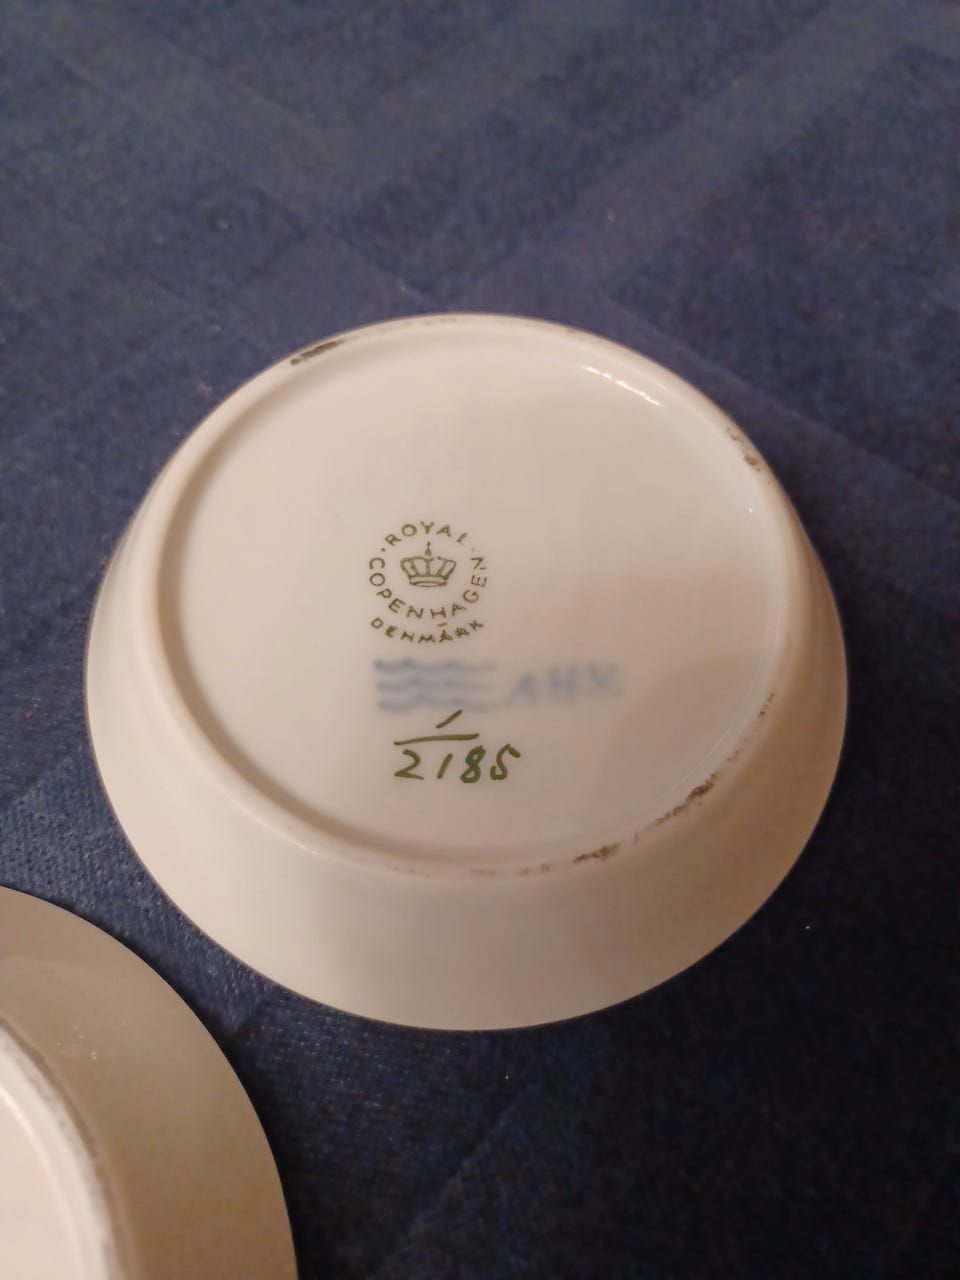 ROYAL
COPENHAGEN
DENMARK
1
2185